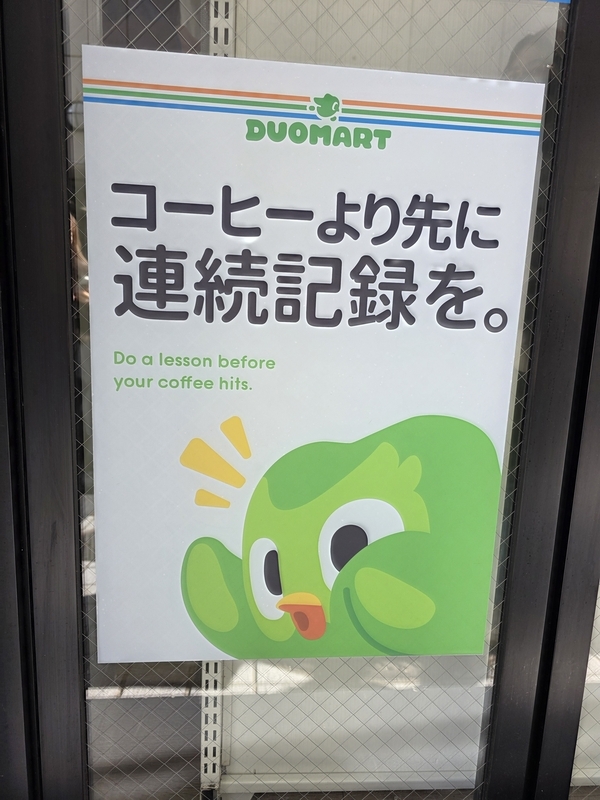 DUOMART
コーヒーより先に
連続記録を。
Do a lesson before
your coffee hits.